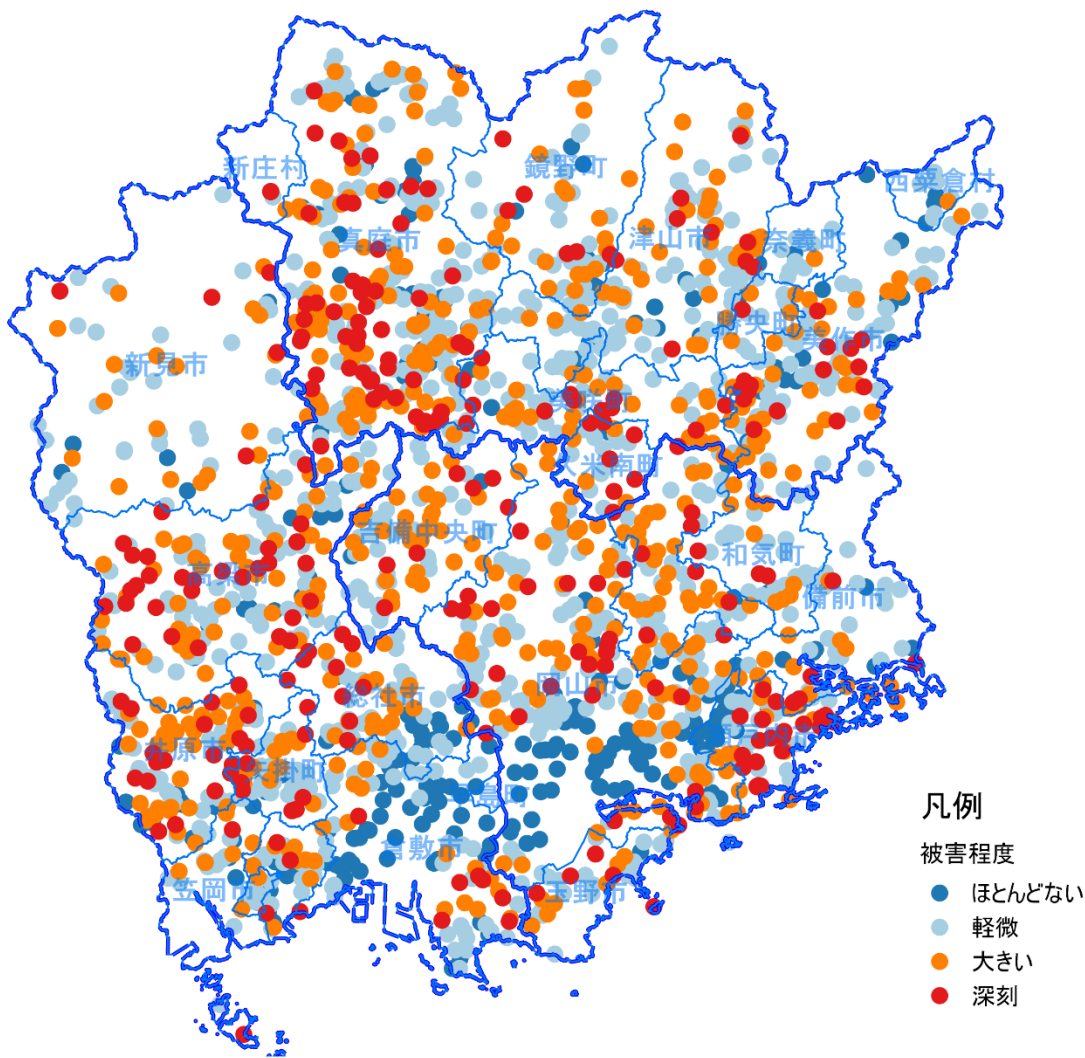 新庄村
鏡野町
西粟倉村
真庭市
津山市
奈義町
勝央町
美作市
新見市
美咲町
久米南町
吉備中央町
和気町
高梁市
備前市
岡山市
総社市
瀬戸内市
井原市
矢掛町
早島町
倉敷市
笠岡市
玉野市
凡例
被害程度
ほとんどない
軽微
大きい
深刻